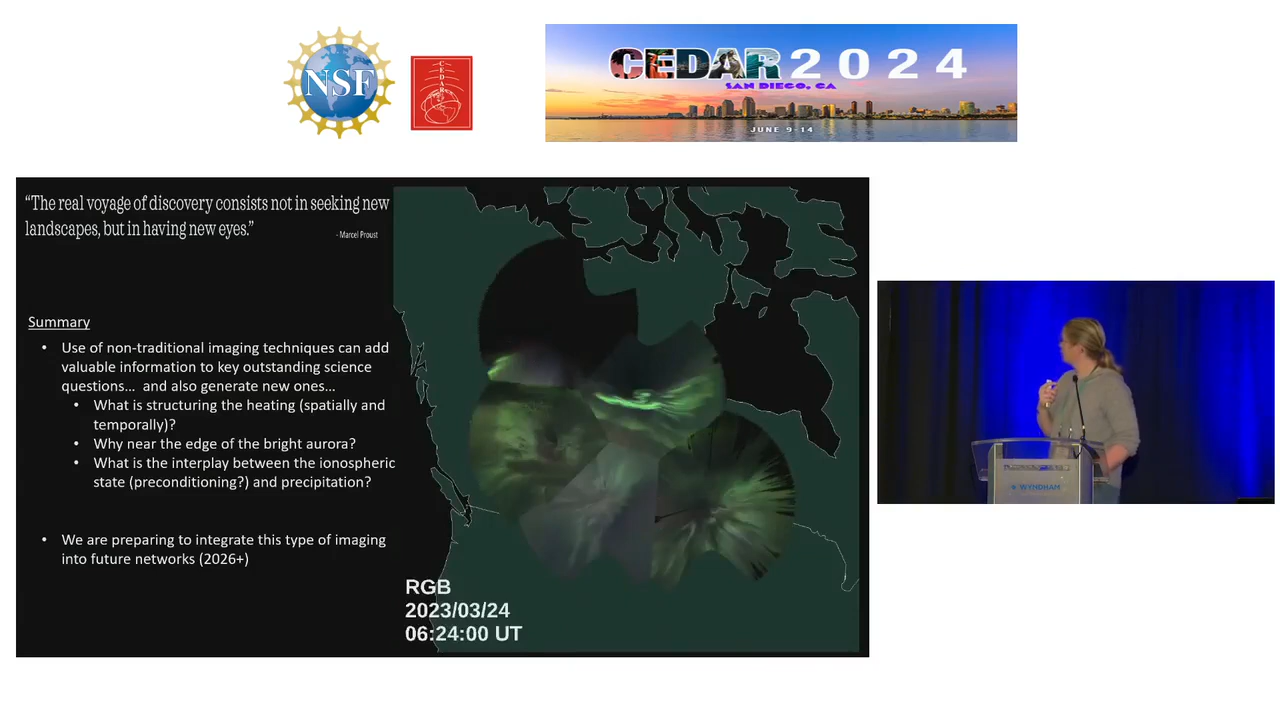 NSF
CEDAR
CEDAR 2024
SAN DIEGO, CA
JUNE 9-14
“The real voyage of discovery consists not in seeking new
landscapes, but in having new eyes.”
- Marcel Proust
Summary
• Use of non-traditional imaging techniques can add
valuable information to key outstanding science
questions... and also generate new ones...
• What is structuring the heating (spatially and
temporally)?
• Why near the edge of the bright aurora?
• What is the interplay between the ionospheric
state (preconditioning?) and precipitation?
• We are preparing to integrate this type of imaging
into future networks (2026+)
RGB
2023/03/24
06:24:00 UT
WYNDHAM